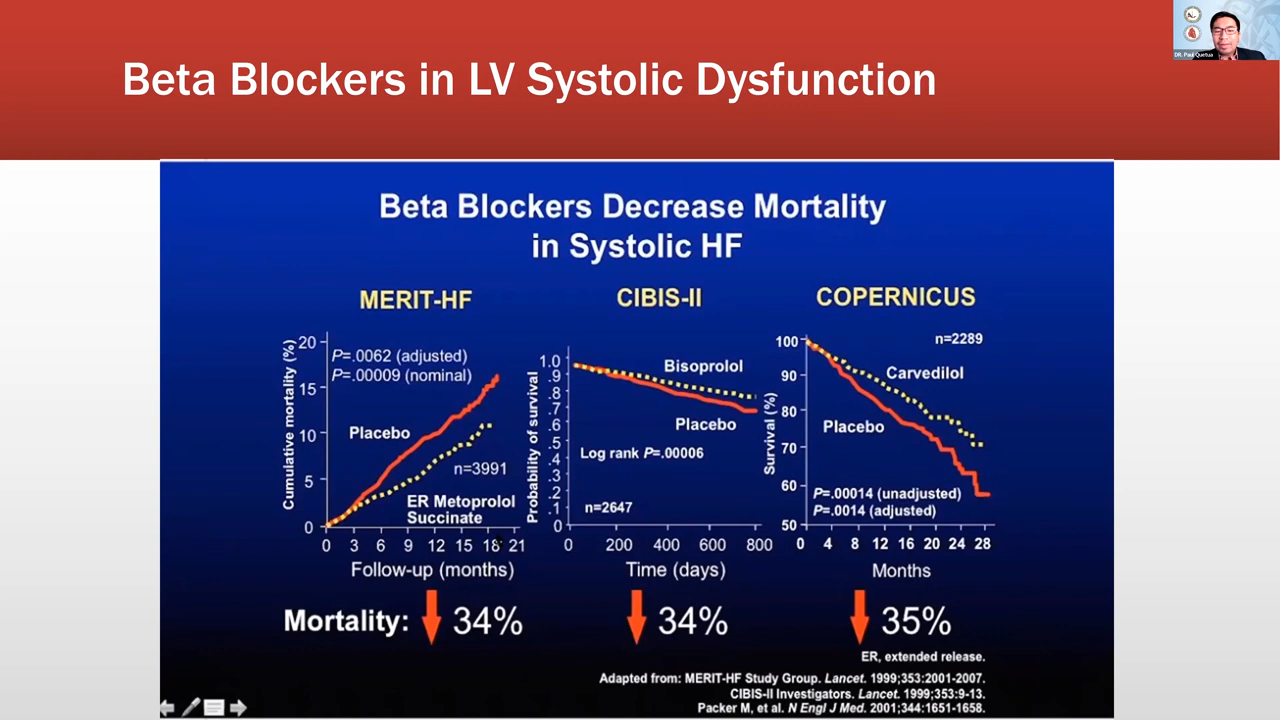 Beta Blockers in LV Systolic Dysfunction
DR. Paul Quetua
Beta Blockers Decrease Mortality
in Systolic HF
MERIT-HF
Cumulative mortality (%)
20
15
10
5
0
P=.0062 (adjusted)
P=.00009 (nominal)
Placebo
n=3991
ER Metoprolol
Succinate
0 3 6 9 12 15 18 21
Follow-up (months)
CIBIS-II
Probability of survival
1.0
.9
.8
.7
.6
.5
.4
.3
.2
.1
0
Bisoprolol
Placebo
Log rank P=.00006
n=2647
0 200 400 600 800
Time (days)
COPERNICUS
Survival (%)
100
90
80
70
60
50
n=2289
Carvedilol
Placebo
P=.00014 (unadjusted)
P=.0014 (adjusted)
0 4 8 12 16 20 24 28
Months
Mortality: 34% 34% 35%
ER, extended release.
Adapted from: MERIT-HF Study Group. Lancet. 1999;353:2001-2007.
CIBIS-II Investigators. Lancet. 1999;353:9-13.
Packer M, et al. N Engl J Med. 2001;344:1651-1658.